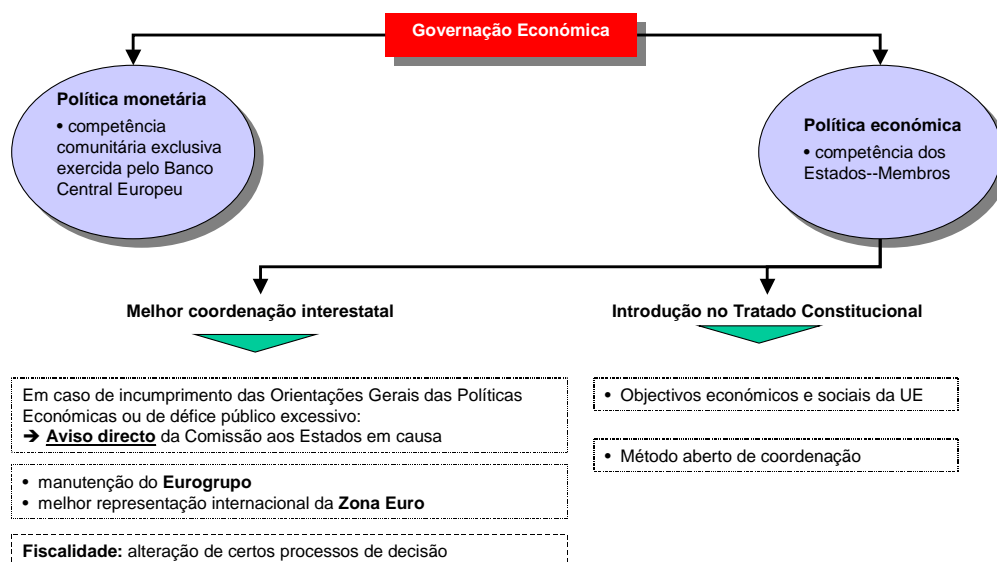 Governação Económica
Política monetária
• competência
comunitária exclusiva
exercida pelo Banco
Central Europeu
Política económica
• competência dos
Estados--Membros
Melhor coordenação interestatal
Introdução no Tratado Constitucional
Em caso de incumprimento das Orientações Gerais das Políticas
Económicas ou de défice público excessivo:
➔ Aviso directo da Comissão aos Estados em causa
• manutenção do Eurogrupo
• melhor representação internacional da Zona Euro
Fiscalidade: alteração de certos processos de decisão
• Objectivos económicos e sociais da UE
• Método aberto de coordenação